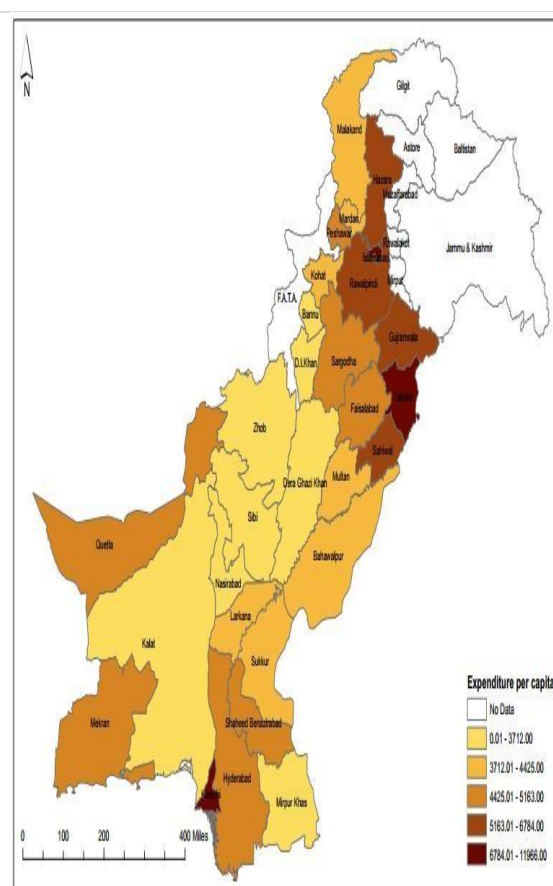 N
Gilgit
Malakand
Astore
Baltistan
Hazara
Muzaffarabad
Mardan
Peshawar
Rawalakot
Jammu & Kashmir
Islamabad
Kohat
Rawalpindi
Mirpur
F.A.T.A.
Bannu
Gujranwala
D.I.Khan
Sargodha
Lahore
Faisalabad
Zhob
Sahiwal
Dera Ghazi Khan
Multan
Sibi
Quetta
Bahawalpur
Nasirabad
Larkana
Kalat
Sukkur
Mekran
Shaheed Benazirabad
Hyderabad
Karachi
Mirpur Khas
Expenditure per capita
No Data
0.01 - 3712.00
3712.01 - 4425.00
4425.01 - 5163.00
5163.01 - 6784.00
6784.01 - 11966.00
0 100 200 400 Miles